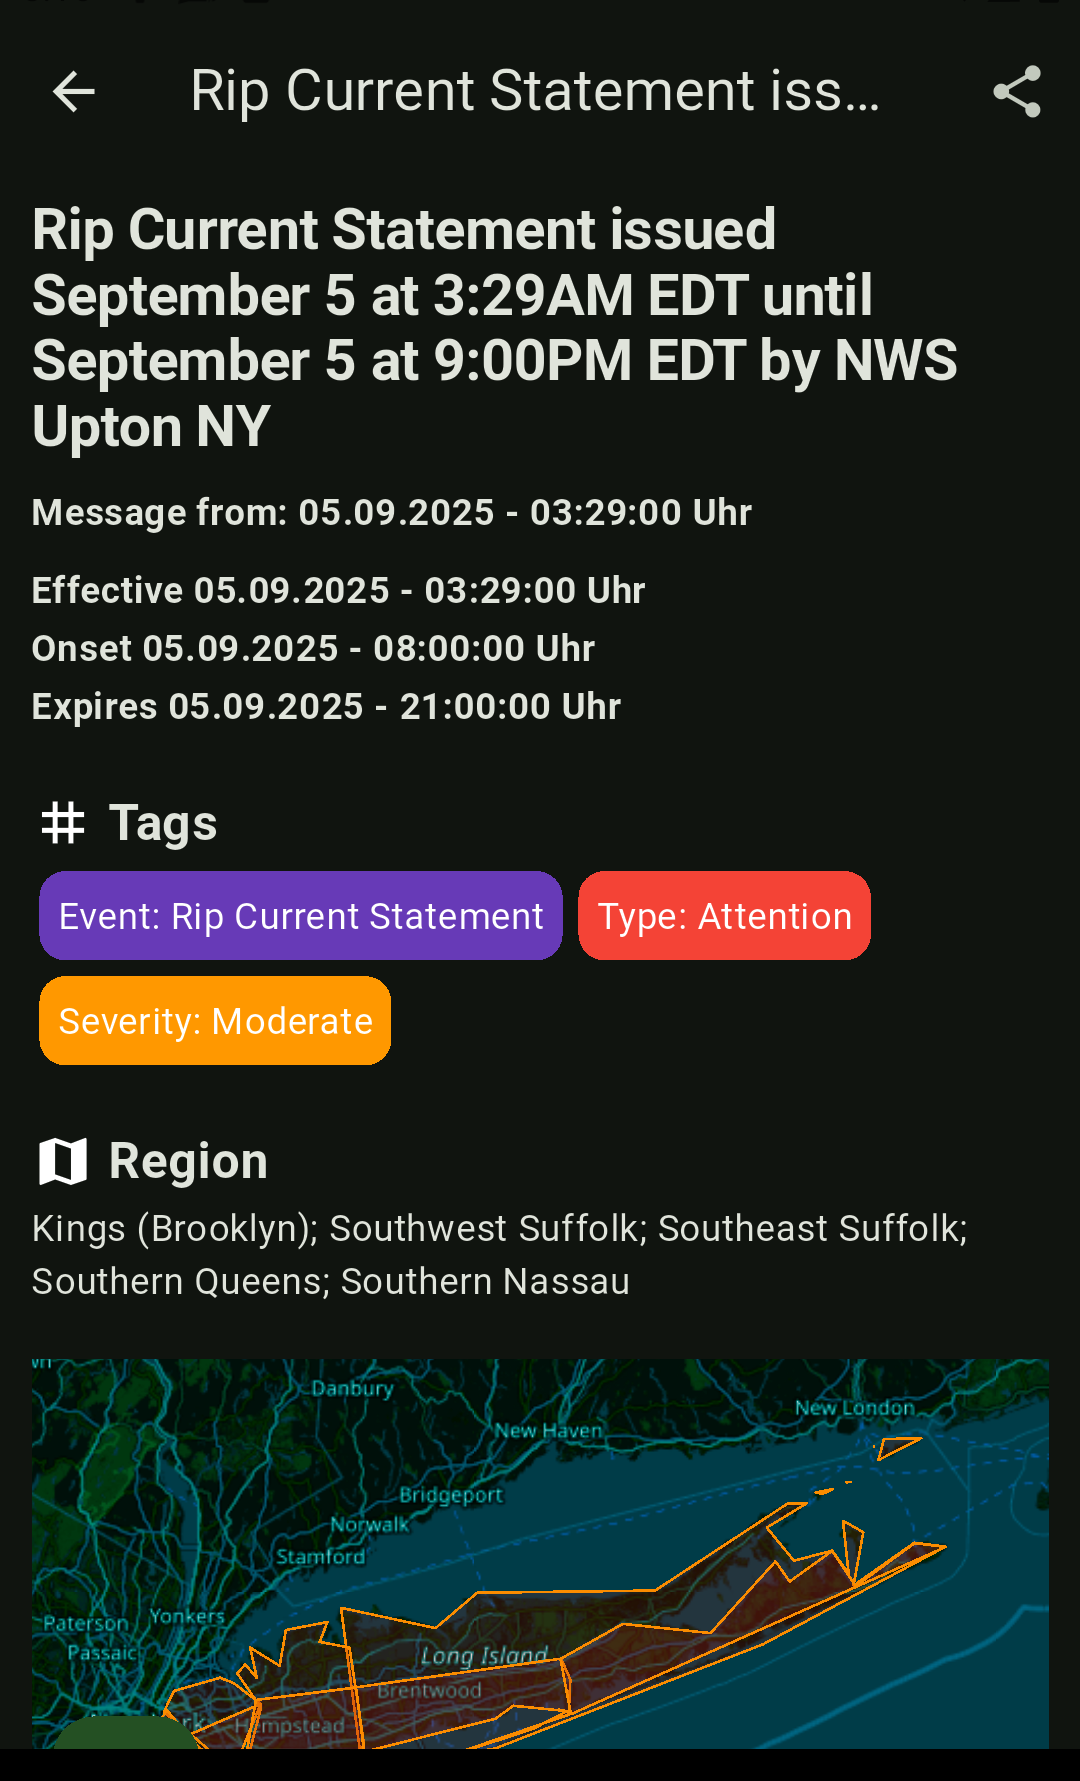 Rip Current Statement iss...
Rip Current Statement issued
September 5 at 3:29AM EDT until
September 5 at 9:00PM EDT by NWS
Upton NY
Message from: 05.09.2025 - 03:29:00 Uhr
Effective 05.09.2025 - 03:29:00 Uhr
Onset 05.09.2025 - 08:00:00 Uhr
Expires 05.09.2025 - 21:00:00 Uhr
Tags
Event: Rip Current Statement
Type: Attention
Severity: Moderate
Region
Kings (Brooklyn); Southwest Suffolk; Southeast Suffolk;
Southern Queens; Southern Nassau
Danbury
New London
New Haven
Bridgeport
Norwalk
Stamford
Paterson
Yonkers
Passaic
Long Island
Brentwood
Hempstead